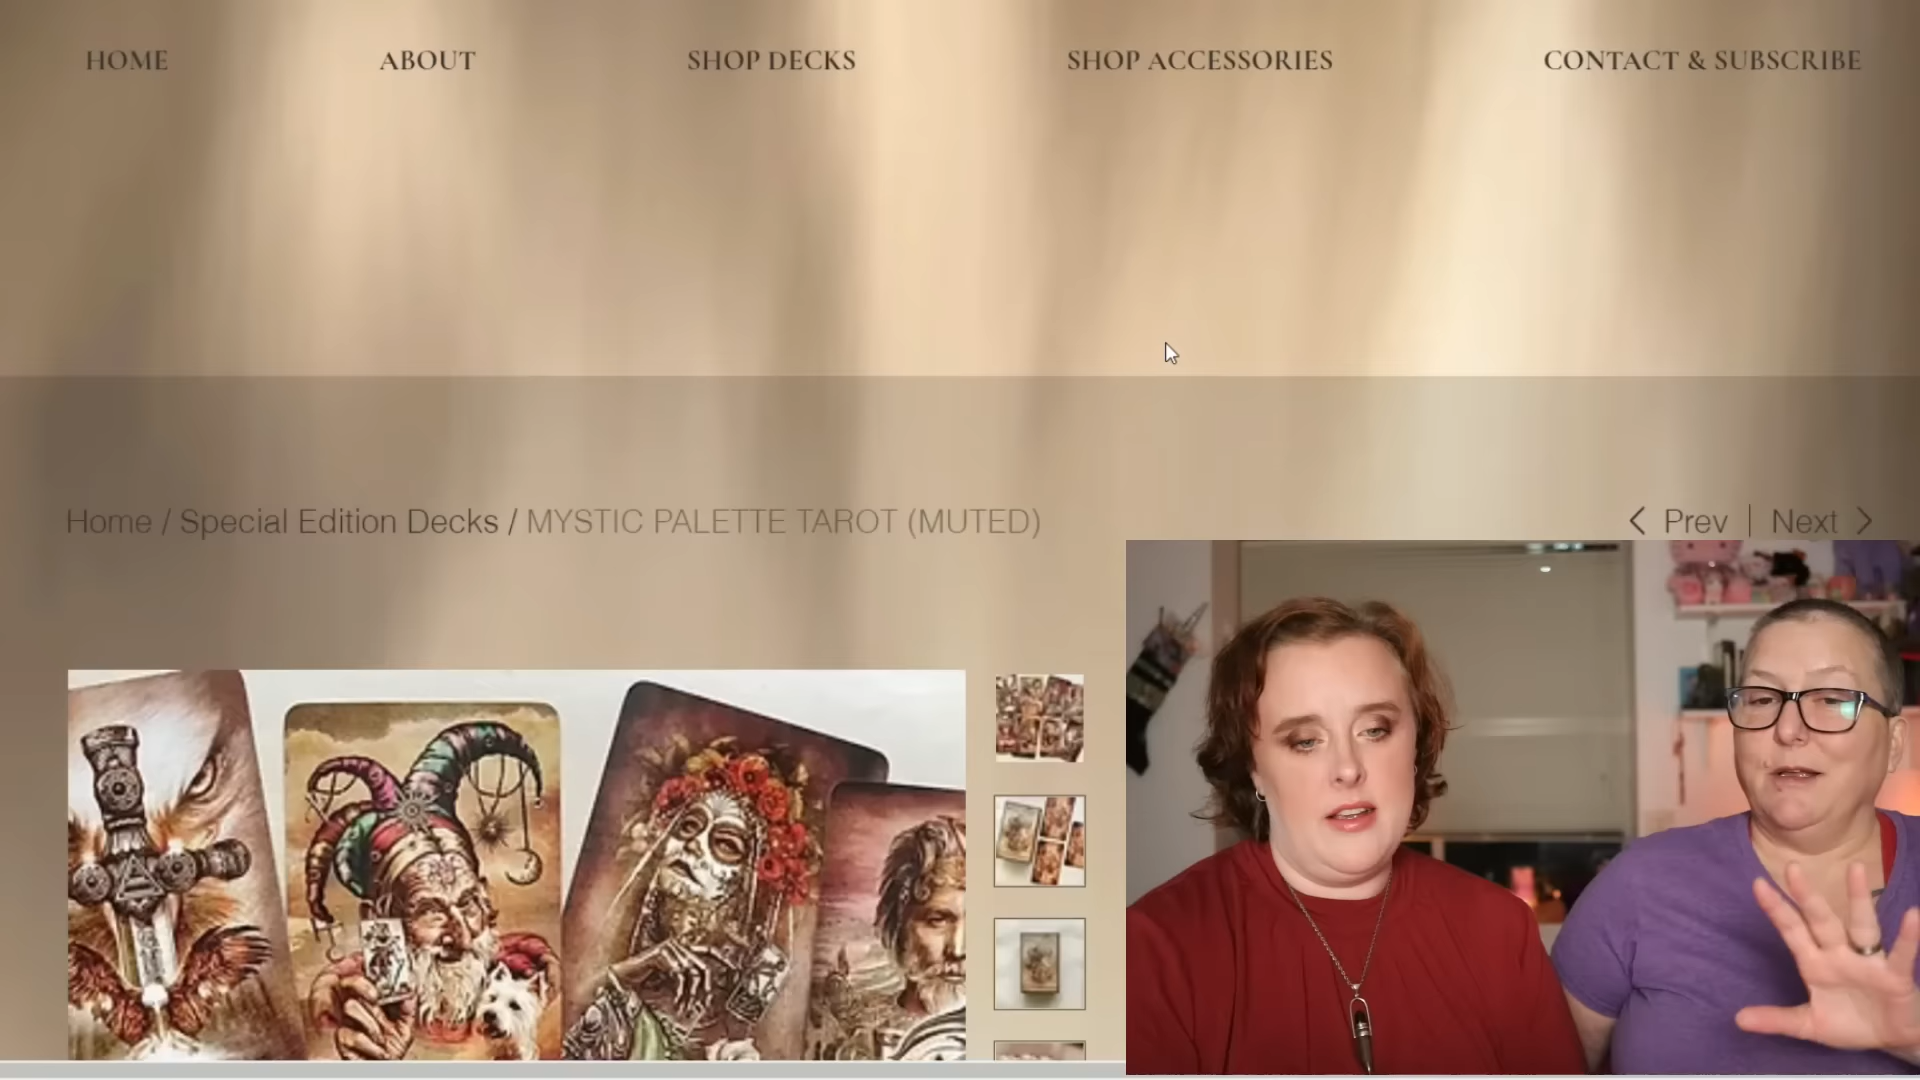 HOME ABOUT SHOP DECKS SHOP ACCESSORIES CONTACT & SUBSCRIBE
Home / Special Edition Decks / MYSTIC PALETTE TAROT (MUTED)
Prev | Next